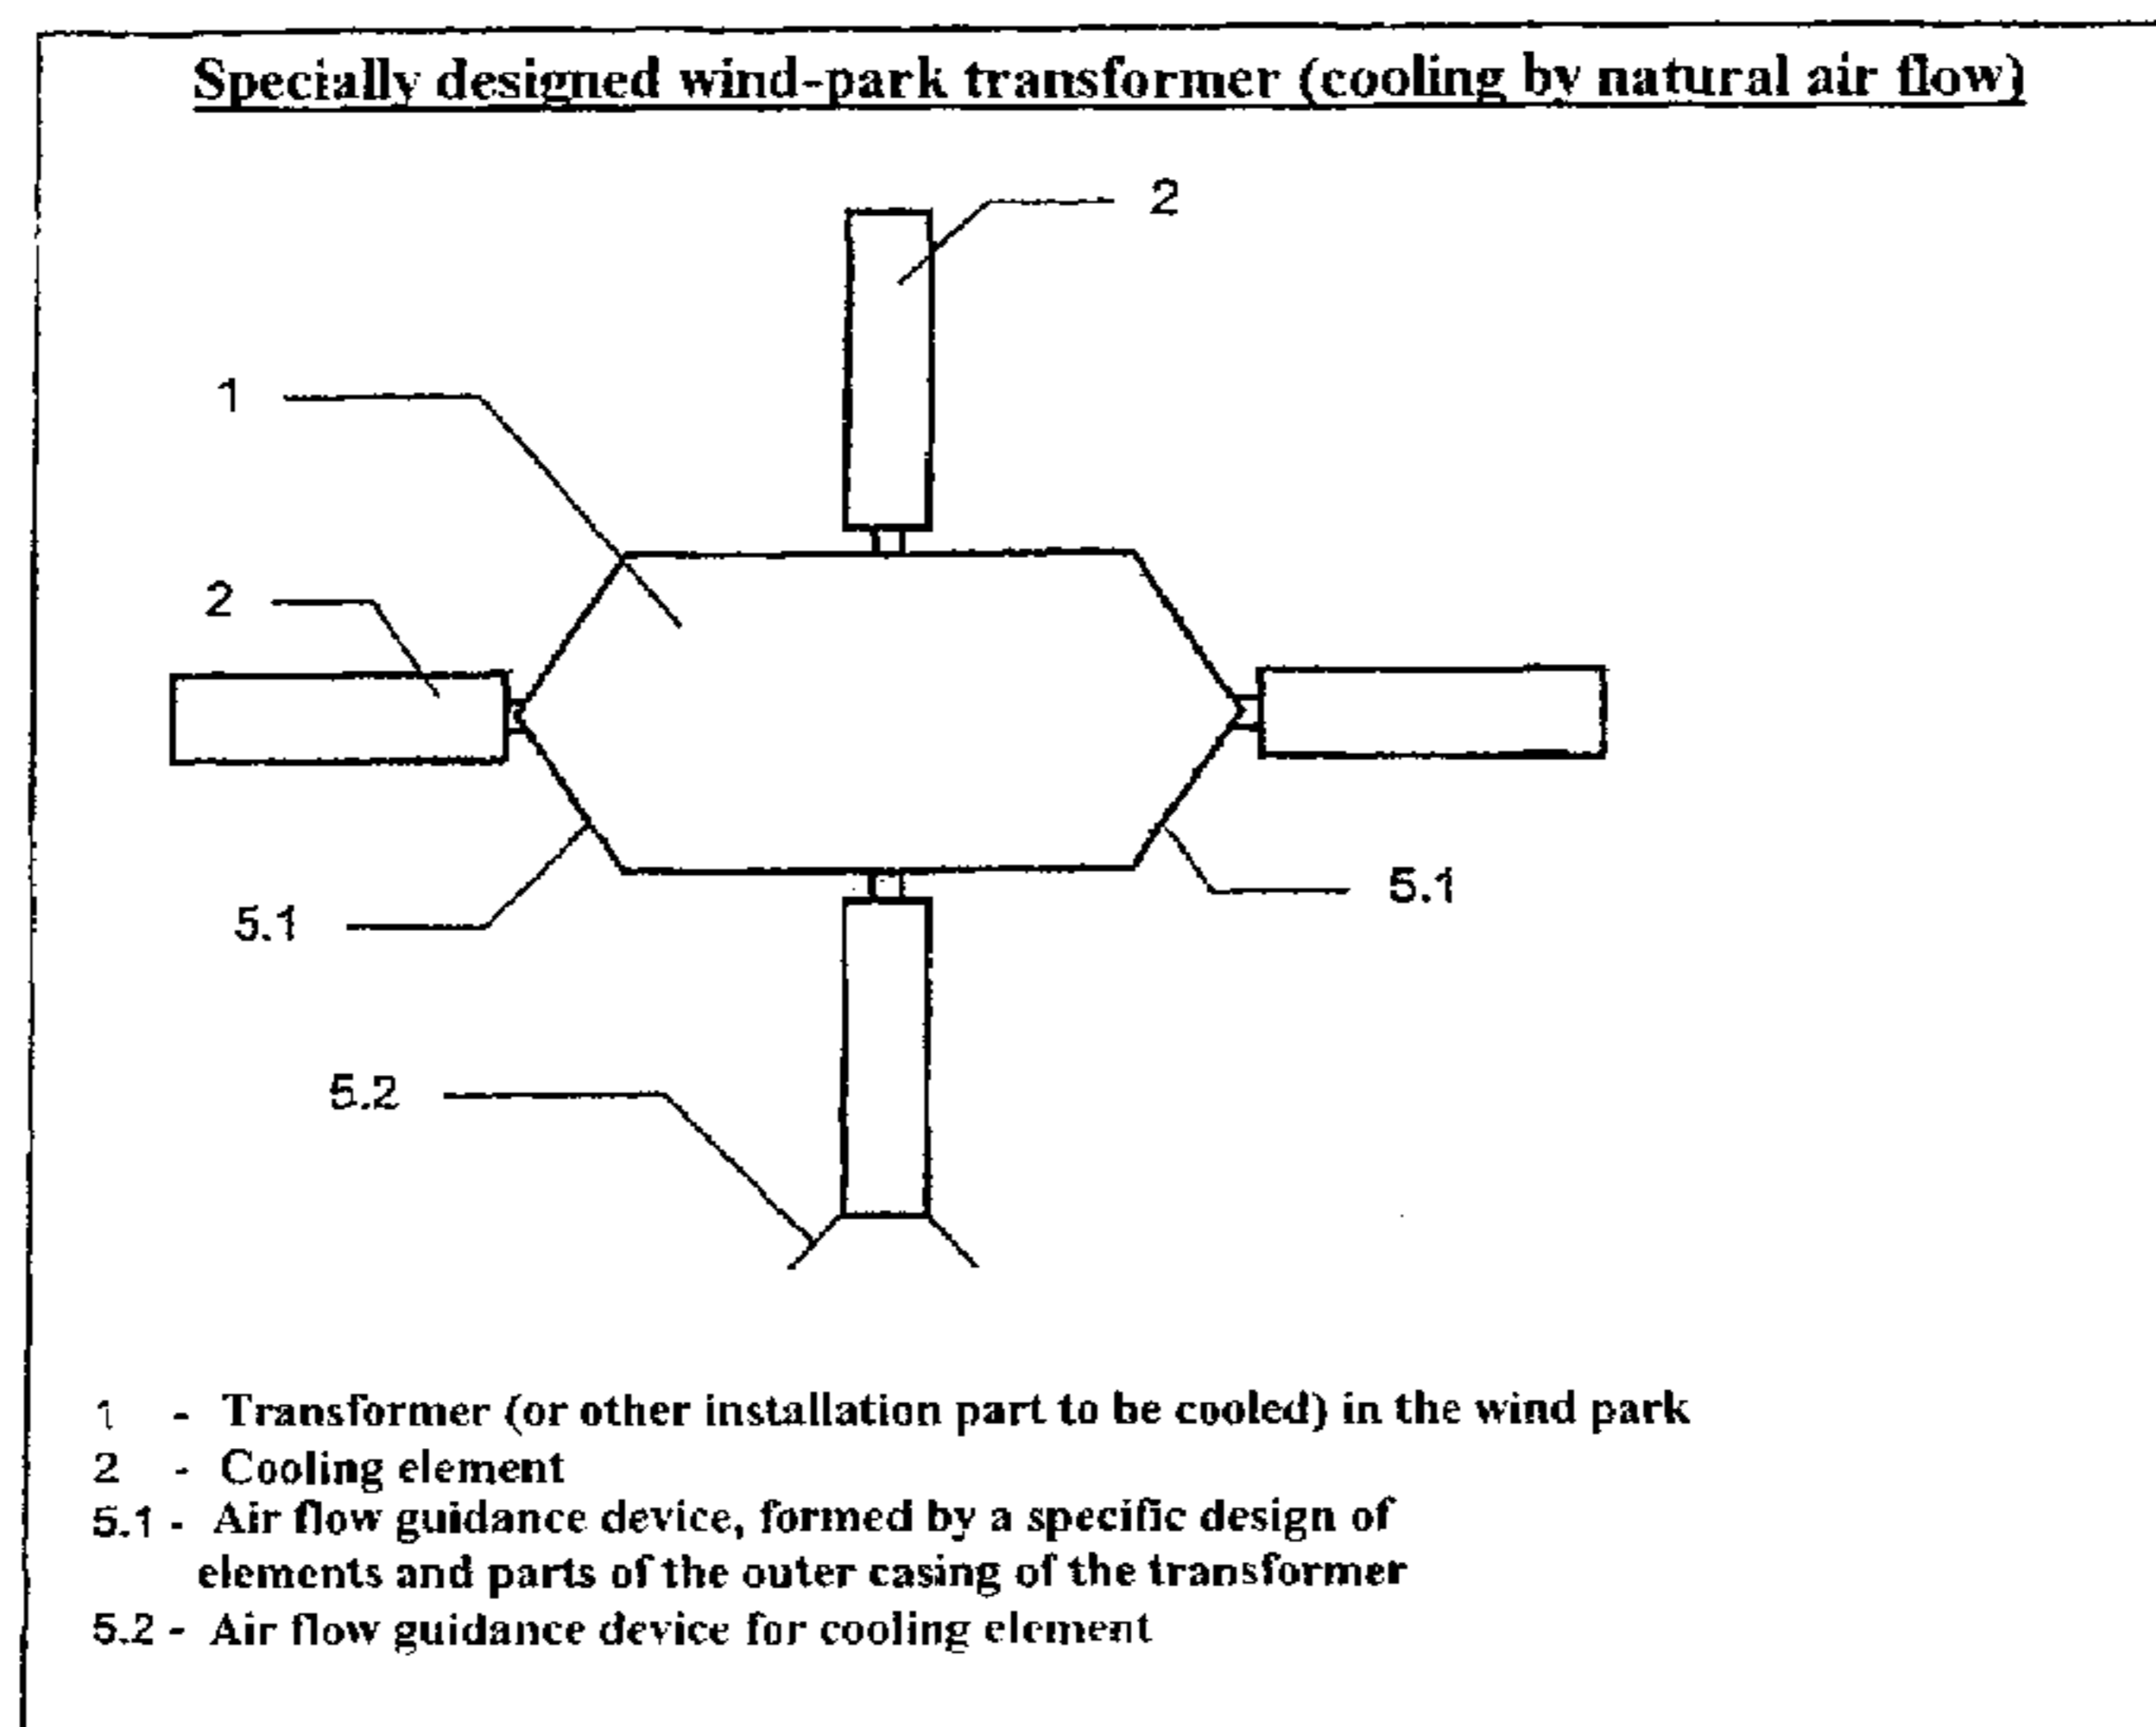 Specially designed wind-park transformer (cooling by natural air flow)
2
1
2
5.1
5.1
5.2
1 - Transformer (or other installation part to be cooled) in the wind park
2 - Cooling element
5.1 - Air flow guidance device, formed by a specific design of
elements and parts of the outer casing of the transformer
5.2 - Air flow guidance device for cooling element